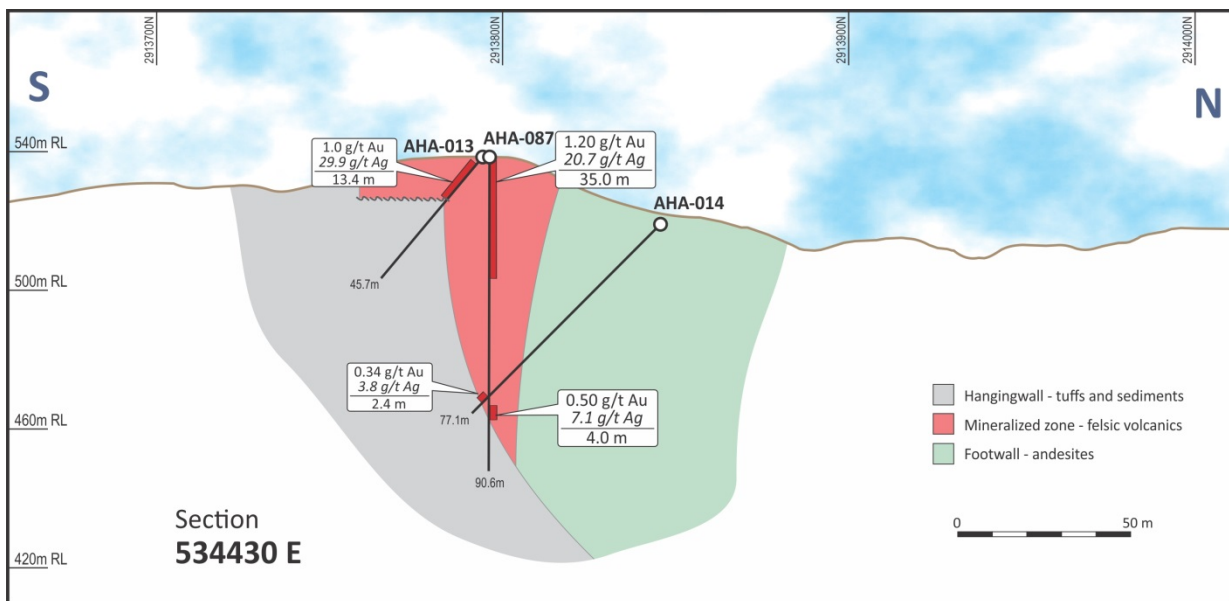 2913700N
2913800N
2913900N
2914000N
S
N
540m RL
500m RL
460m RL
420m RL
AHA-013
AHA-087
AHA-014
1.0 g/t Au
29.9 g/t Ag
13.4 m
1.20 g/t Au
20.7 g/t Ag
35.0 m
45.7m
0.34 g/t Au
3.8 g/t Ag
2.4 m
77.1m
0.50 g/t Au
7.1 g/t Ag
4.0 m
90.6m
Hangingwall - tuffs and sediments
Mineralized zone - felsic volcanics
Footwall - andesites
0
50 m
Section
534430 E